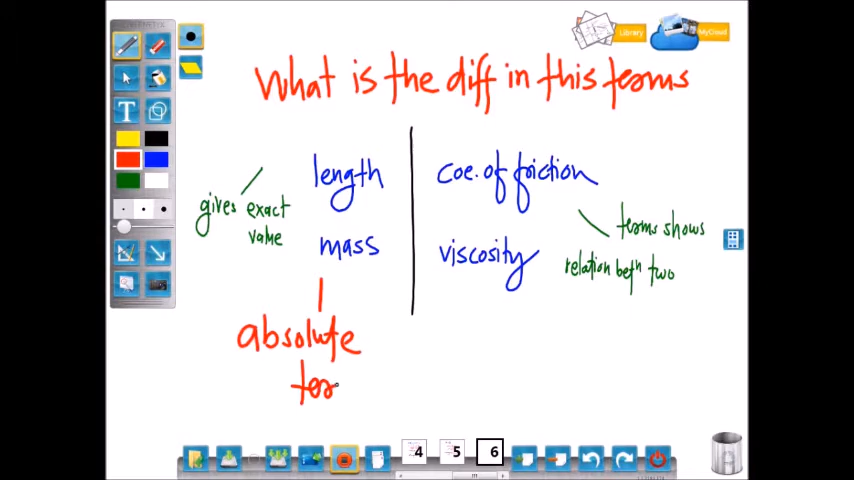 Library
MyCloud
What is the diff in this terms
length
coe. of friction
gives exact
value
terms shows
mass
viscosity
relation betn two
absolute
T
4
5
6